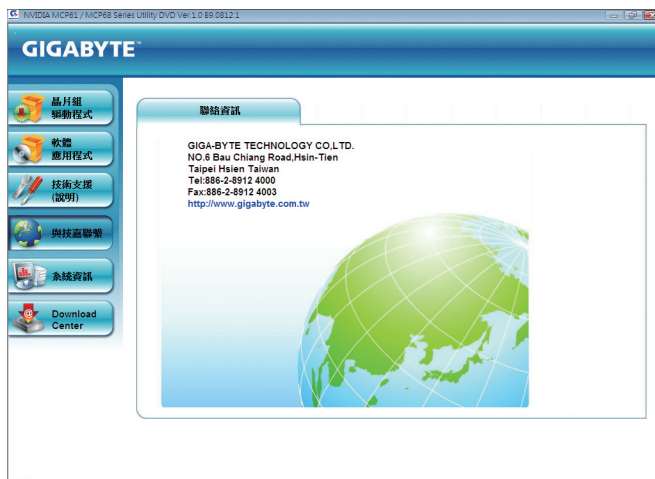 NVIDIA MCP61 / MCP68 Series Utility DVD Ver.1.0 B9.0812.1
GIGABYTE™
晶片組
驅動程式
軟體
應用程式
技術支援
(說明)
與技嘉聯繫
系統資訊
Download
Center
聯絡資訊
GIGA-BYTE TECHNOLOGY CO,LTD.
NO.6 Bau Chiang Road,Hsin-Tien
Taipei Hsien Taiwan
Tel:886-2-8912 4000
Fax:886-2-8912 4003
http://www.gigabyte.com.tw